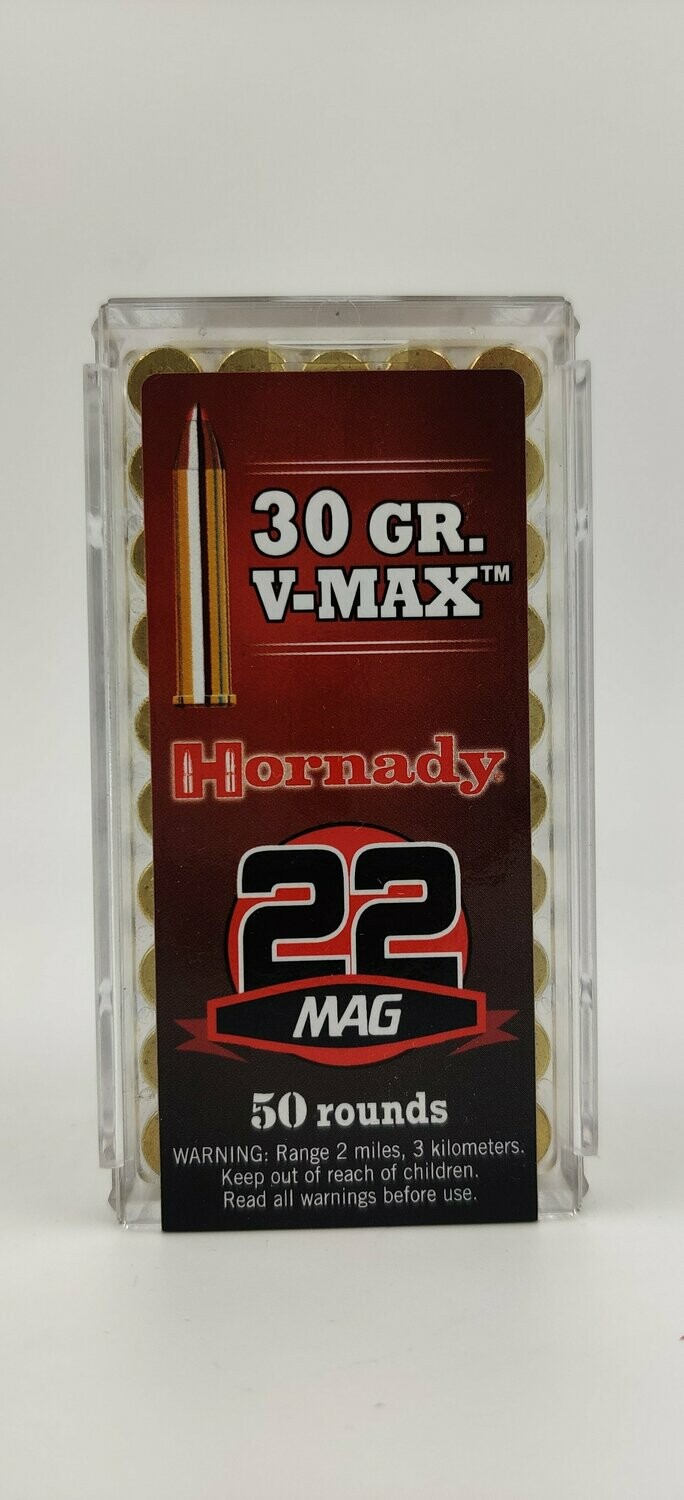 30 GR.
V-MAX™
Hornady®
22
MAG
50 rounds
WARNING: Range 2 miles, 3 kilometers.
Keep out of reach of children.
Read all warnings before use.